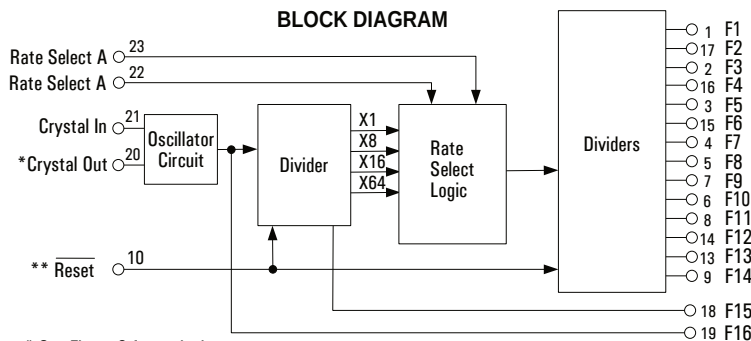 BLOCK DIAGRAM
Rate Select A 23
Rate Select A 22
Crystal In 21
*Crystal Out 20
Oscillator
Circuit
Divider
X1
X8
X16
X64
Rate
Select
Logic
Dividers
** Reset 10
1 F1
17 F2
2 F3
16 F4
3 F5
15 F6
4 F7
5 F8
7 F9
6 F10
8 F11
14 F12
13 F13
9 F14
18 F15
19 F16